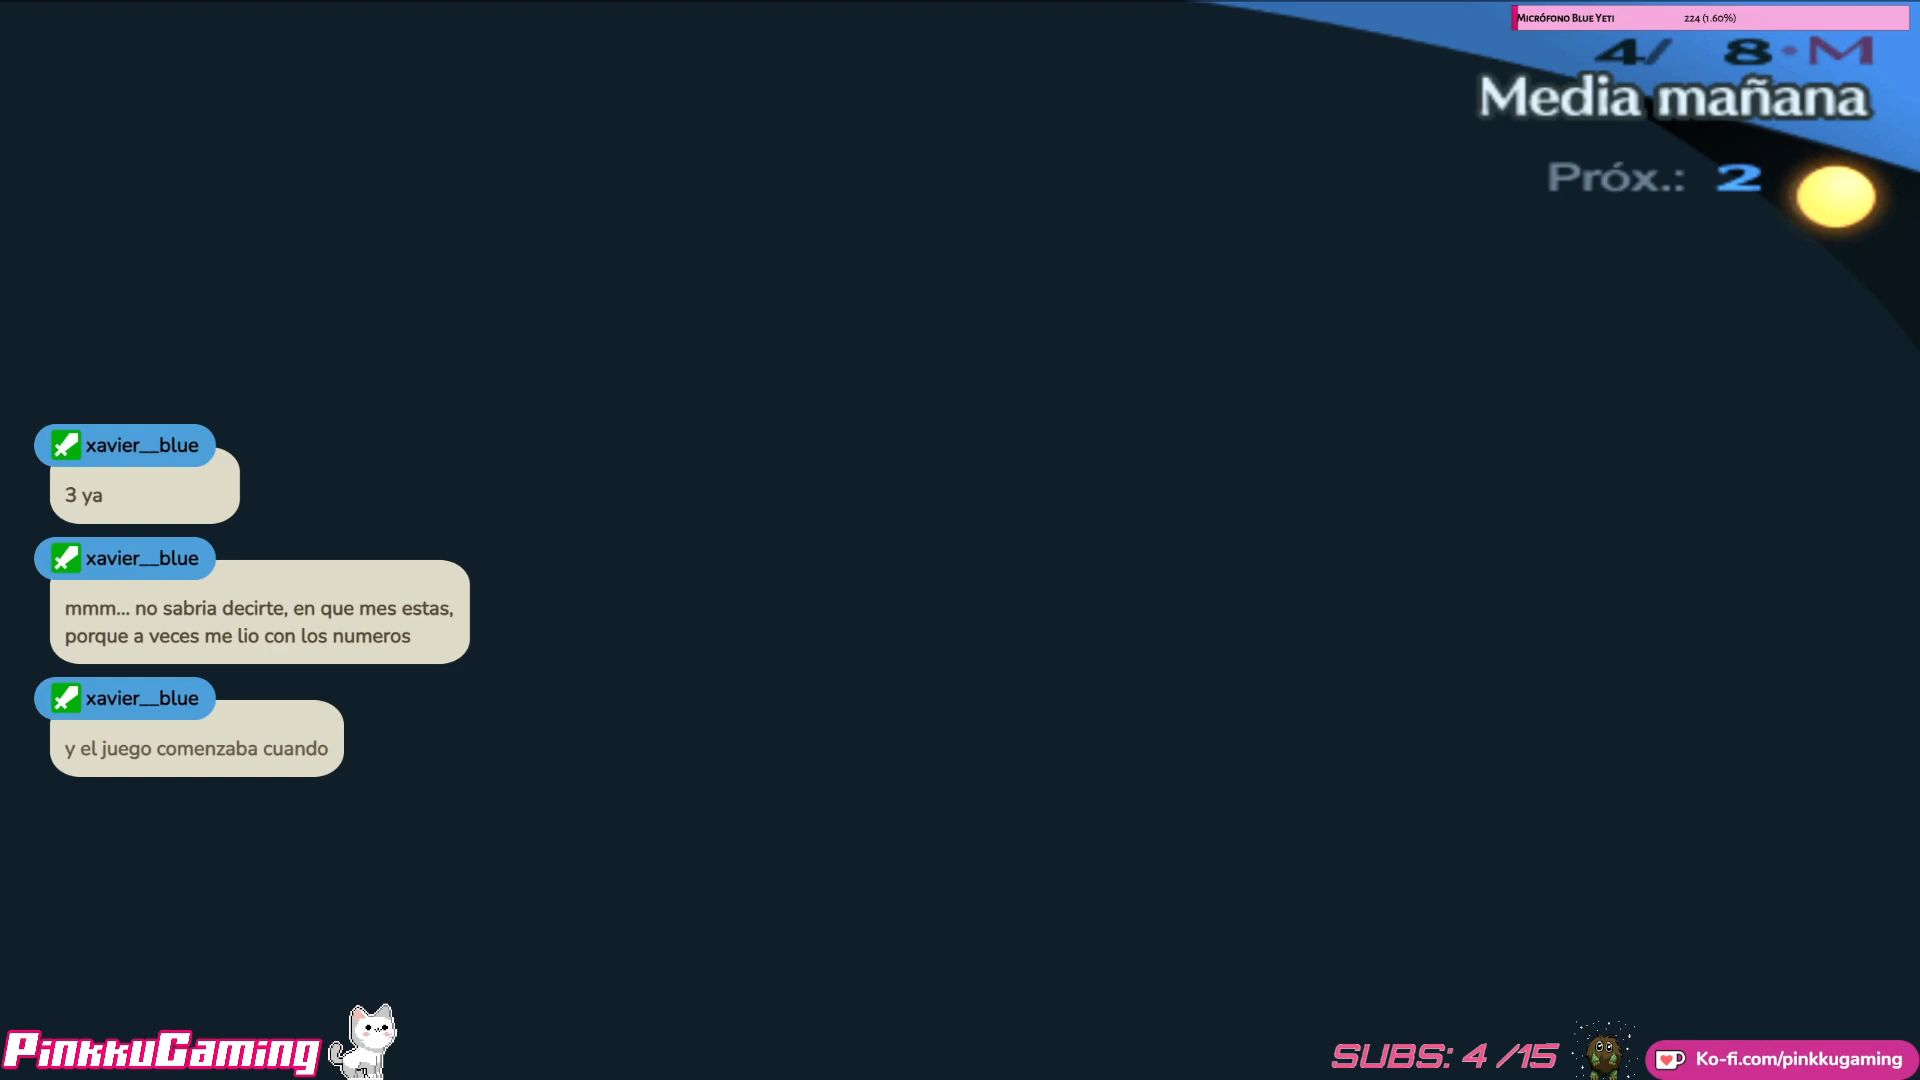 Micrófono Blue Yeti 224 (1.60%)
4/ 8·M
Media mañana
Próx.: 2
xavier__blue
3 ya
xavier__blue
mmm... no sabria decirte, en que mes estas,
porque a veces me lio con los numeros
xavier__blue
y el juego comenzaba cuando
PinkkuGaming
SUBS: 4 /15
Ko-fi.com/pinkkugaming